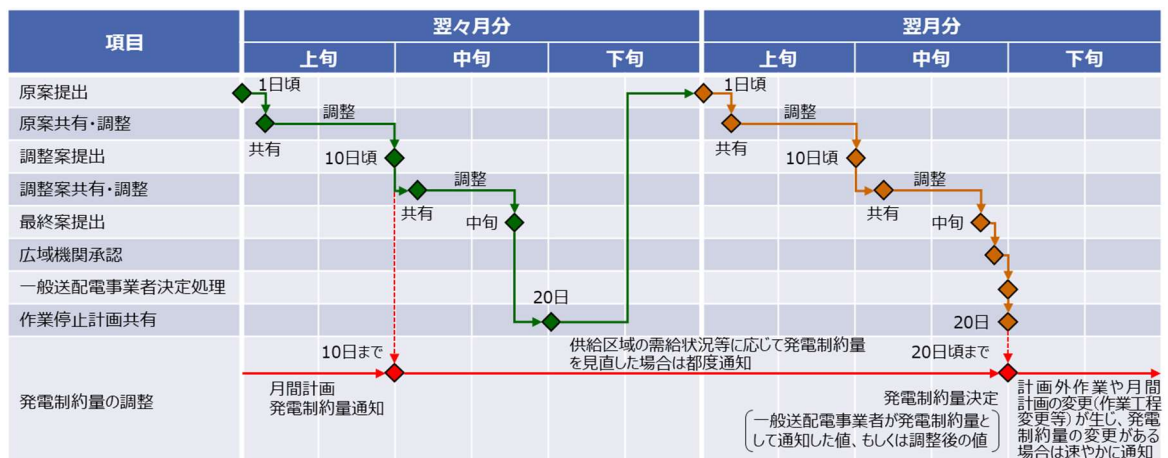 項目
翌々月分
翌月分
上旬
中旬
下旬
上旬
中旬
下旬
原案提出
1日頃
1日頃
原案共有・調整
調整
調整
共有
共有
調整案提出
10日頃
10日頃
調整案共有・調整
調整
調整
共有
共有
最終案提出
中旬
中旬
広域機関承認
一般送配電事業者決定処理
20日
作業停止計画共有
20日
発電制約量の調整
10日まで
供給区域の需給状況等に応じて発電制約量
を見直した場合は都度通知
20日頃まで
月間計画
発電制約量通知
発電制約量決定
一般送配電事業者が発電制約量と
して通知した値、もしくは調整後の値
計画外作業や月間
計画の変更(作業工程
変更等)が生じ、発電
制約量の変更がある
場合は速やかに通知